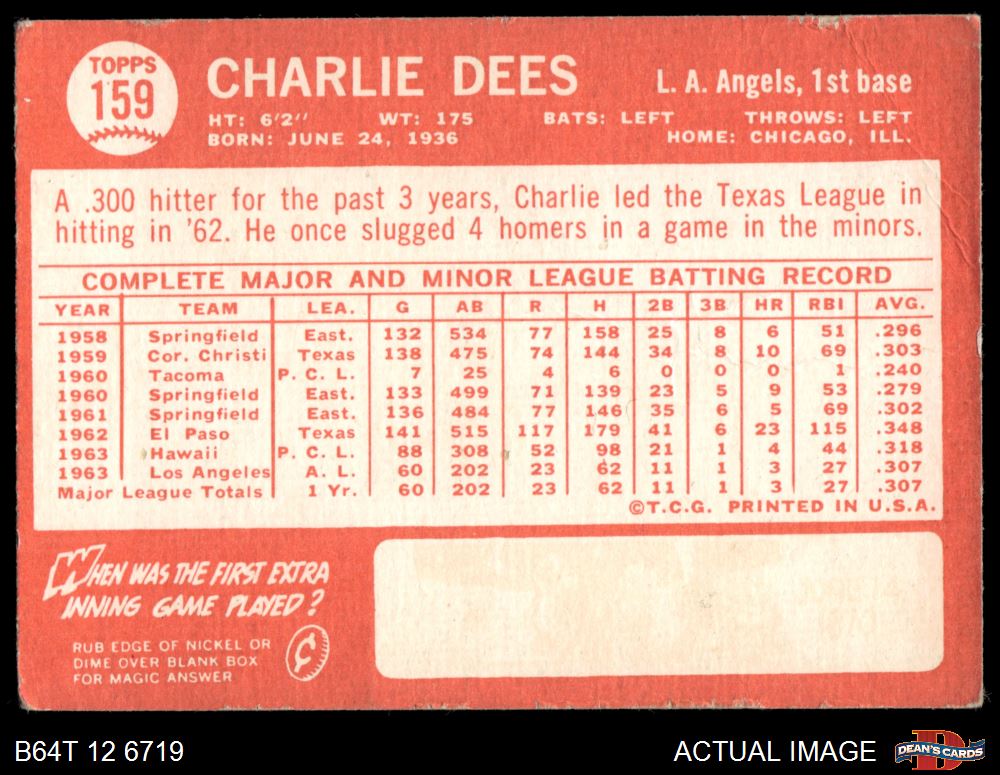 TOPPS
159
CHARLIE DEES
L. A. Angels, 1st base
HT: 6'2" WT: 175 BATS: LEFT THROWS: LEFT
BORN: JUNE 24, 1936 HOME: CHICAGO, ILL.
A .300 hitter for the past 3 years, Charlie led the Texas League in
hitting in '62. He once slugged 4 homers in a game in the minors.
COMPLETE MAJOR AND MINOR LEAGUE BATTING RECORD
YEAR TEAM LEA. G AB R H 2B 3B HR RBI AVG.
1958 Springfield East. 132 534 77 158 25 8 6 51 .296
1959 Cor. Christi Texas 138 475 74 144 34 8 10 69 .303
1960 Tacoma P. C. L. 7 25 4 6 0 0 0 1 .240
1960 Springfield East. 133 499 71 139 23 5 9 53 .279
1961 Springfield East. 136 484 77 146 35 6 5 69 .302
1962 El Paso Texas 141 515 117 179 41 6 23 115 .348
1963 Hawaii P. C. L. 88 308 52 98 21 1 4 44 .318
1963 Los Angeles A. L. 60 202 23 62 11 1 3 27 .307
Major League Totals 1 Yr. 60 202 23 62 11 1 3 27 .307
©T.C.G. PRINTED IN U.S.A.
WHEN WAS THE FIRST EXTRA
INNING GAME PLAYED?
RUB EDGE OF NICKEL OR
DIME OVER BLANK BOX
FOR MAGIC ANSWER
¢
B64T 12 6719
ACTUAL IMAGE
D
DEAN'S CARDS